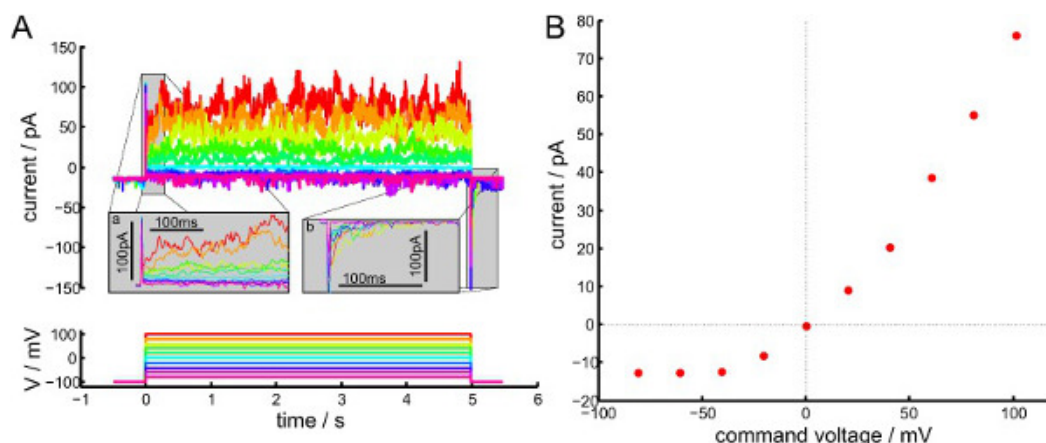 A
150
100
50
0
−50
−100
−150
current / pA
a
100ms
100pA
b
100ms
100pA
100
0
−100
V / mV
−1 0 1 2 3 4 5 6
time / s
B
80
70
60
50
40
30
20
10
0
−10
−20
current / pA
−100 −50 0 50 100
command voltage / mV